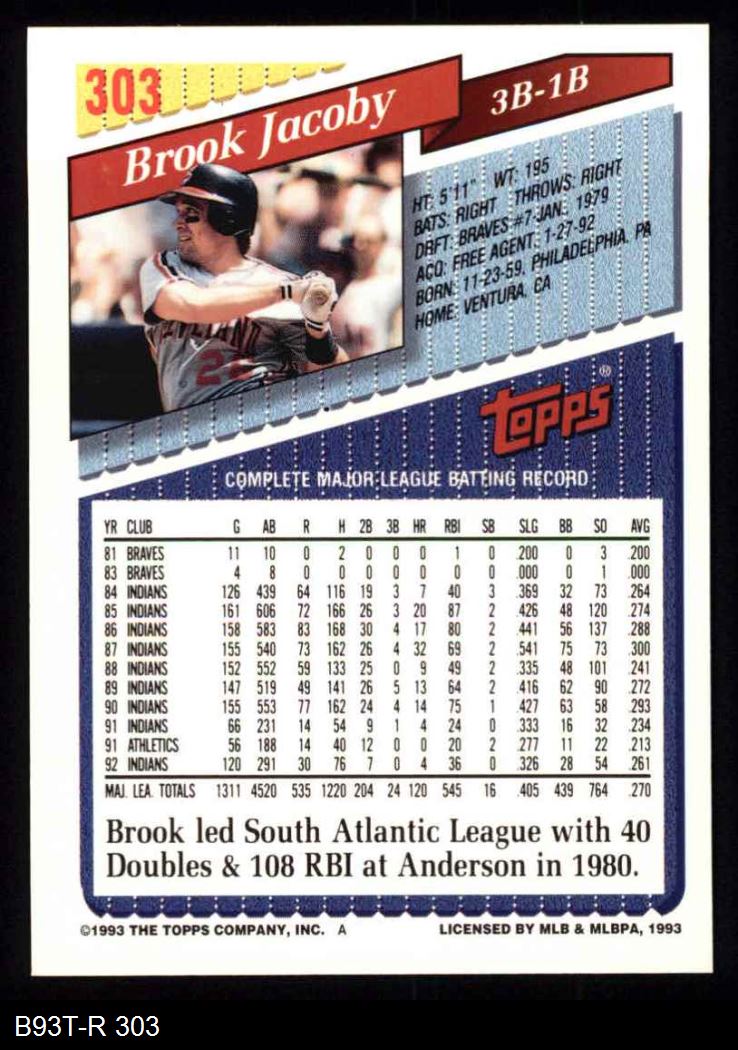 303
Brook Jacoby
3B-1B
HT: 5'11" WT: 195
BATS: RIGHT THROWS: RIGHT
DRFT: BRAVES #7-JAN. 1979
ACQ: FREE AGENT, 1-27-92
BORN: 11-23-59, PHILADELPHIA, PA
HOME: VENTURA, CA
CLEVELAND
26
TOPPS®
COMPLETE MAJOR LEAGUE BATTING RECORD
YR CLUB G AB R H 2B 3B HR RBI SB SLG BB SO AVG
81 BRAVES 11 10 0 2 0 0 0 1 0 .200 0 3 .200
83 BRAVES 4 8 0 0 0 0 0 0 0 .000 0 1 .000
84 INDIANS 126 439 64 116 19 3 7 40 3 .369 32 73 .264
85 INDIANS 161 606 72 166 26 3 20 87 2 .426 48 120 .274
86 INDIANS 158 583 83 168 30 4 17 80 2 .441 56 137 .288
87 INDIANS 155 540 73 162 26 4 32 69 2 .541 75 73 .300
88 INDIANS 152 552 59 133 25 0 9 49 2 .335 48 101 .241
89 INDIANS 147 519 49 141 26 5 13 64 2 .416 62 90 .272
90 INDIANS 155 553 77 162 24 4 14 75 1 .427 63 58 .293
91 INDIANS 66 231 14 54 9 1 4 24 0 .333 16 32 .234
91 ATHLETICS 56 188 14 40 12 0 0 20 2 .277 11 22 .213
92 INDIANS 120 291 30 76 7 0 4 36 0 .326 28 54 .261
MAJ. LEA. TOTALS 1311 4520 535 1220 204 24 120 545 16 .405 439 764 .270
Brook led South Atlantic League with 40
Doubles & 108 RBI at Anderson in 1980.
©1993 THE TOPPS COMPANY, INC. A LICENSED BY MLB & MLBPA, 1993
B93T-R 303